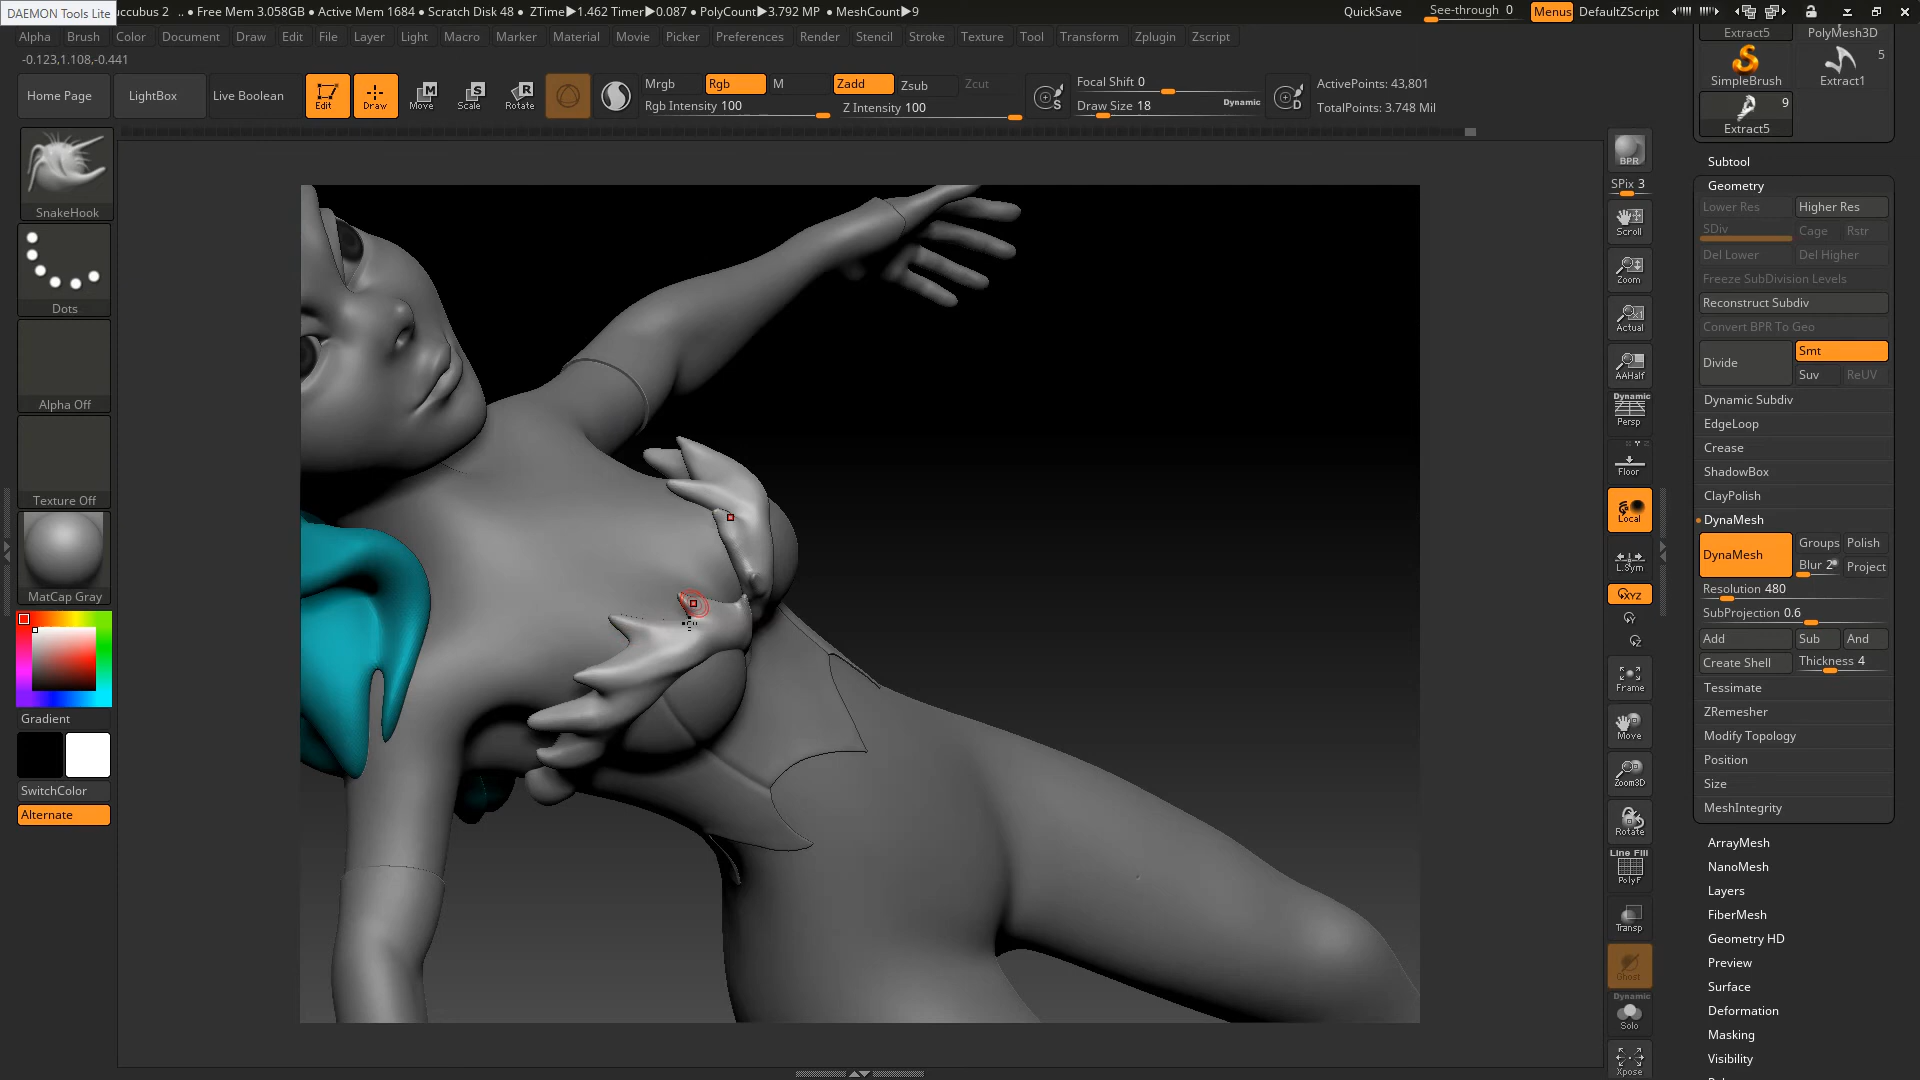 DAEMON Tools Lite
uccubus 2 .. ● Free Mem 3.058GB ● Active Mem 1684 ● Scratch Disk 48 ● ZTime▶1.462 Timer▶0.087 ● PolyCount▶3.792 MP ● MeshCount▶9
QuickSave See-through 0 Menus DefaultZScript
Alpha Brush Color Document Draw Edit File Layer Light Macro Marker Material Movie Picker Preferences Render Stencil Stroke Texture Tool Transform Zplugin Zscript
-0.123,1.108,-0.441
Home Page LightBox Live Boolean
Edit Draw Move Scale Rotate
Mrgb Rgb M
Rgb Intensity 100
Zadd Zsub Zcut
Z Intensity 100
S
Focal Shift 0
Draw Size 18 Dynamic
D
ActivePoints: 43,801
TotalPoints: 3.748 Mil
SnakeHook
Dots
Alpha Off
Texture Off
MatCap Gray
Gradient
SwitchColor
Alternate
BPR
SPix 3
Scroll
Zoom
Actual
AAHalf
Dynamic
Persp
Floor
Local
L.Sym
XYZ
Y
Z
Frame
Move
Zoom3D
Rotate
Line Fill
PolyF
Transp
Ghost
Dynamic
Solo
Xpose
Extract5 PolyMesh3D
SimpleBrush 5 Extract1
9
Extract5
Subtool
Geometry
Lower Res Higher Res
SDiv Cage Rstr
Del Lower Del Higher
Freeze SubDivision Levels
Reconstruct Subdiv
Convert BPR To Geo
Divide Smt
Suv ReUV
Dynamic Subdiv
EdgeLoop
Crease
ShadowBox
ClayPolish
DynaMesh
DynaMesh Groups Polish
Blur 2 Project
Resolution 480
SubProjection 0.6
Add Sub And
Create Shell Thickness 4
Tessimate
ZRemesher
Modify Topology
Position
Size
MeshIntegrity
ArrayMesh
NanoMesh
Layers
FiberMesh
Geometry HD
Preview
Surface
Deformation
Masking
Visibility